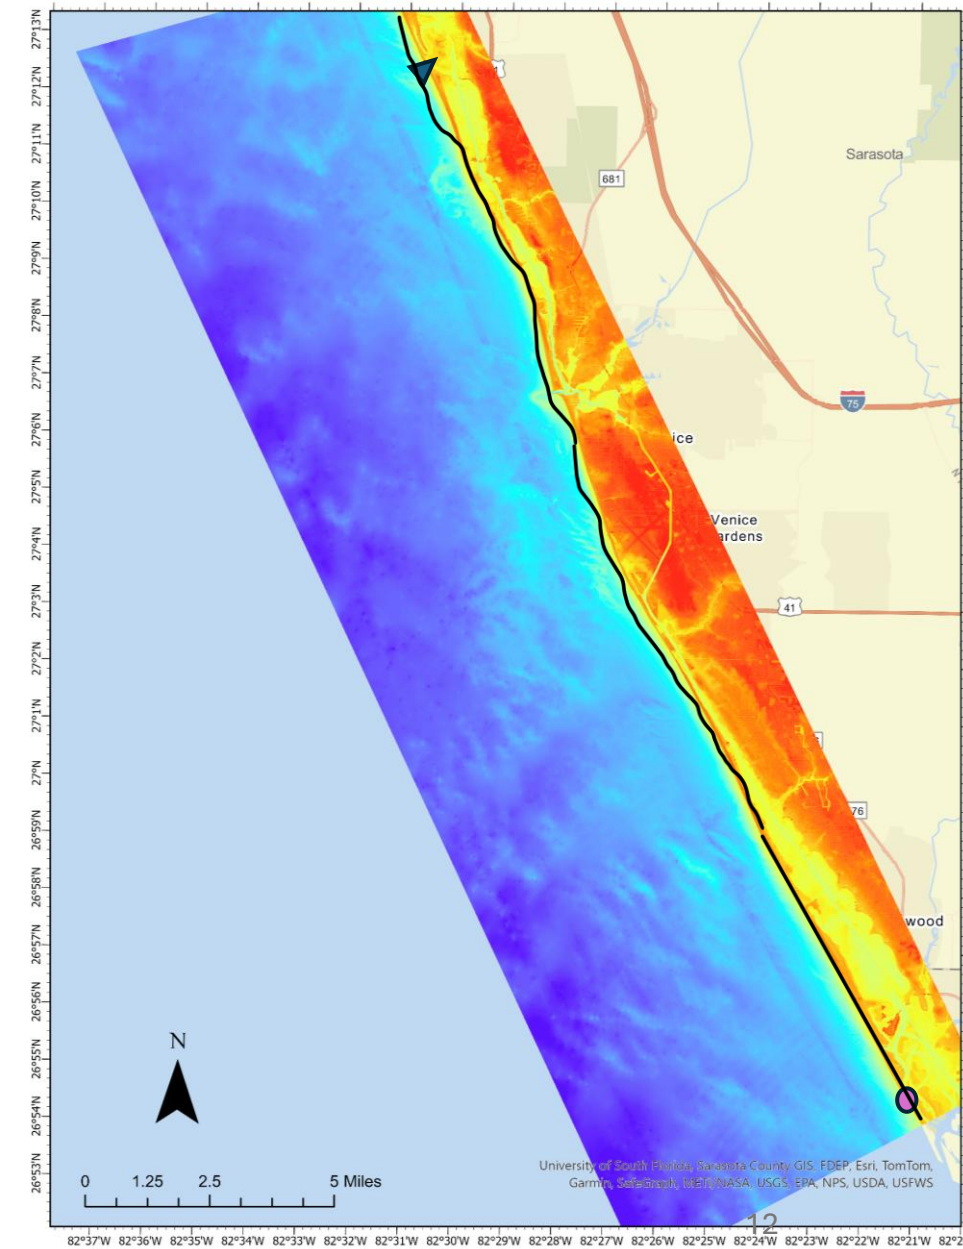 27°13'N
27°12'N
27°11'N
27°10'N
27°9'N
27°8'N
27°7'N
27°6'N
27°5'N
27°4'N
27°3'N
27°2'N
27°1'N
27°N
26°59'N
26°58'N
26°57'N
26°56'N
26°55'N
26°54'N
26°53'N
Sarasota
681
75
ice
Venice
ardens
41
76
wood
N
0 1.25 2.5 5 Miles
University of South Florida, Sarasota County GIS, FDEP, Esri, TomTom,
Garmin, SafeGraph, METI/NASA, USGS, EPA, NPS, USDA, USFWS
12
82°37'W 82°36'W 82°35'W 82°34'W 82°33'W 82°32'W 82°31'W 82°30'W 82°29'W 82°28'W 82°27'W 82°26'W 82°25'W 82°24'W 82°23'W 82°22'W 82°21'W 82°2